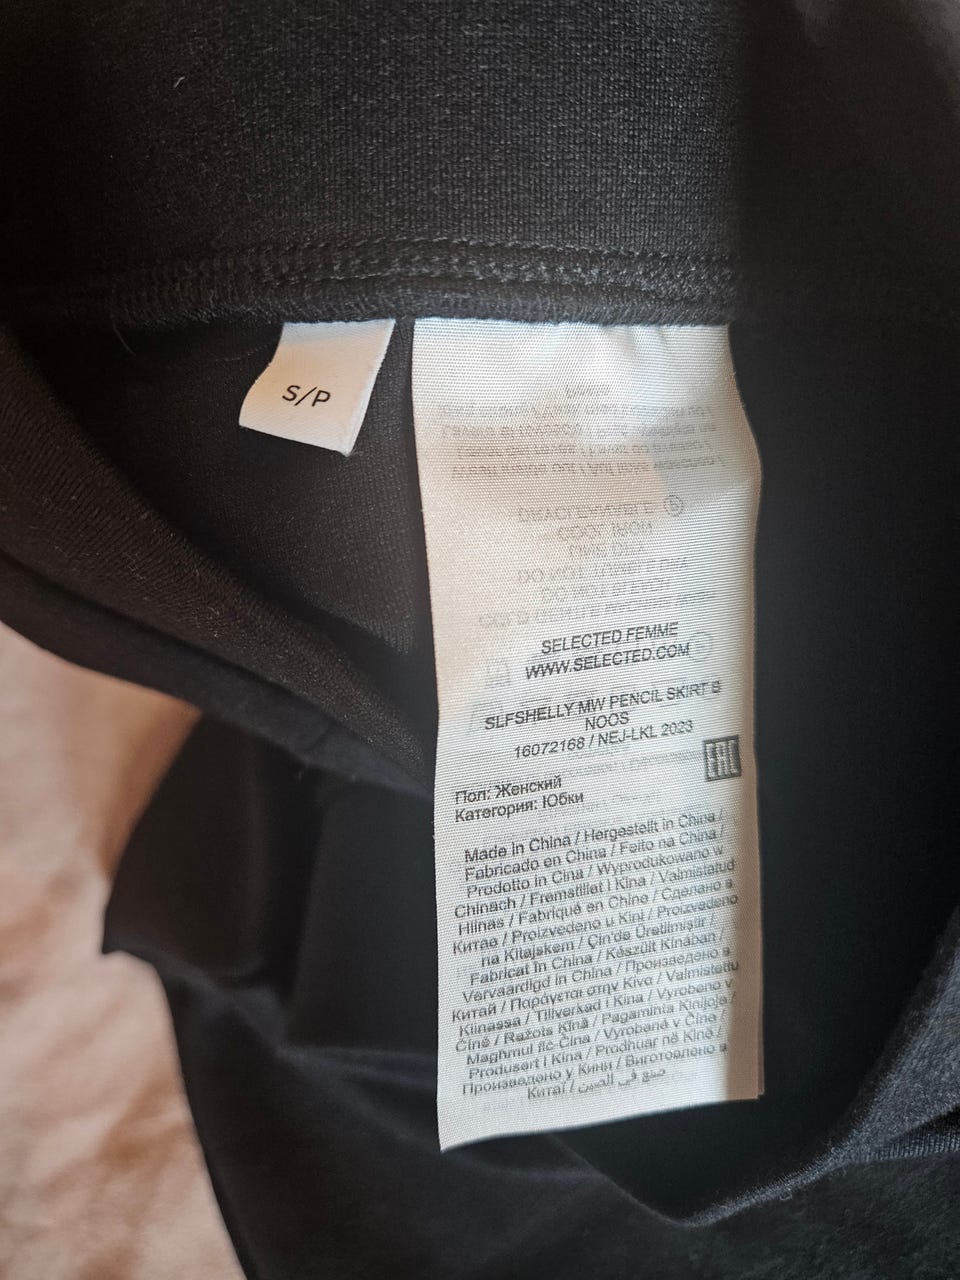 S/P
SELECTED FEMME
WWW.SELECTED.COM
SLFSHELLY MW PENCIL SKIRT B
NOOS
16072168 / NEJ-LKL 2023
EAC
Пол: Женский
Категория: Юбки
Made in China / Hergestellt in China /
Fabricado en China / Feito na China /
Prodotto in Cina / Wyprodukowano w
Chinach / Fremstillet i Kina / Valmistatud
Hiinas / Fabriqué en Chine / Сделано в
Китае / Proizvedeno u Kini / Proizvedeno
na Kitajskem / Çin'de Üretilmiştir /
Fabricat în China / Készült Kínában /
Vervaardigd in China / Произведено в
Китай / Παράγεται στην Κίνα / Valmistettu
Kiinassa / Tillverkad i Kina / Vyrobeno v
Číně / Ražots Ķīnā / Pagaminta Kinijoje /
Magħmul fiċ-Ċina / Vyrobené v Číne /
Produsert i Kina / Prodhuar në Kinë /
Произведено у Кини / Виготовлено в
Китаї / صنع في الصين